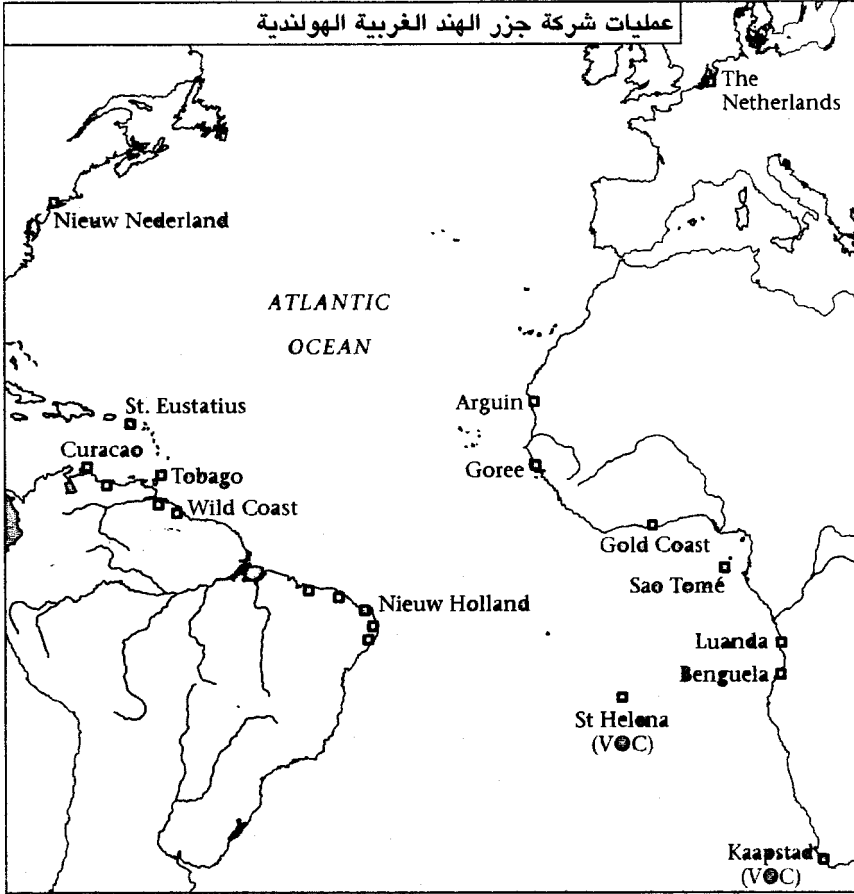 عمليات شركة جزر الهند الغربية الهولندية
The
Netherlands
Nieuw Nederland
ATLANTIC
OCEAN
St. Eustatius
Arguin
Curacao
Tobago
Goree
Wild Coast
Gold Coast
Sao Tomé
Nieuw Holland
Luanda
Benguela
St Helena
(VOC)
Kaapstad
(VOC)